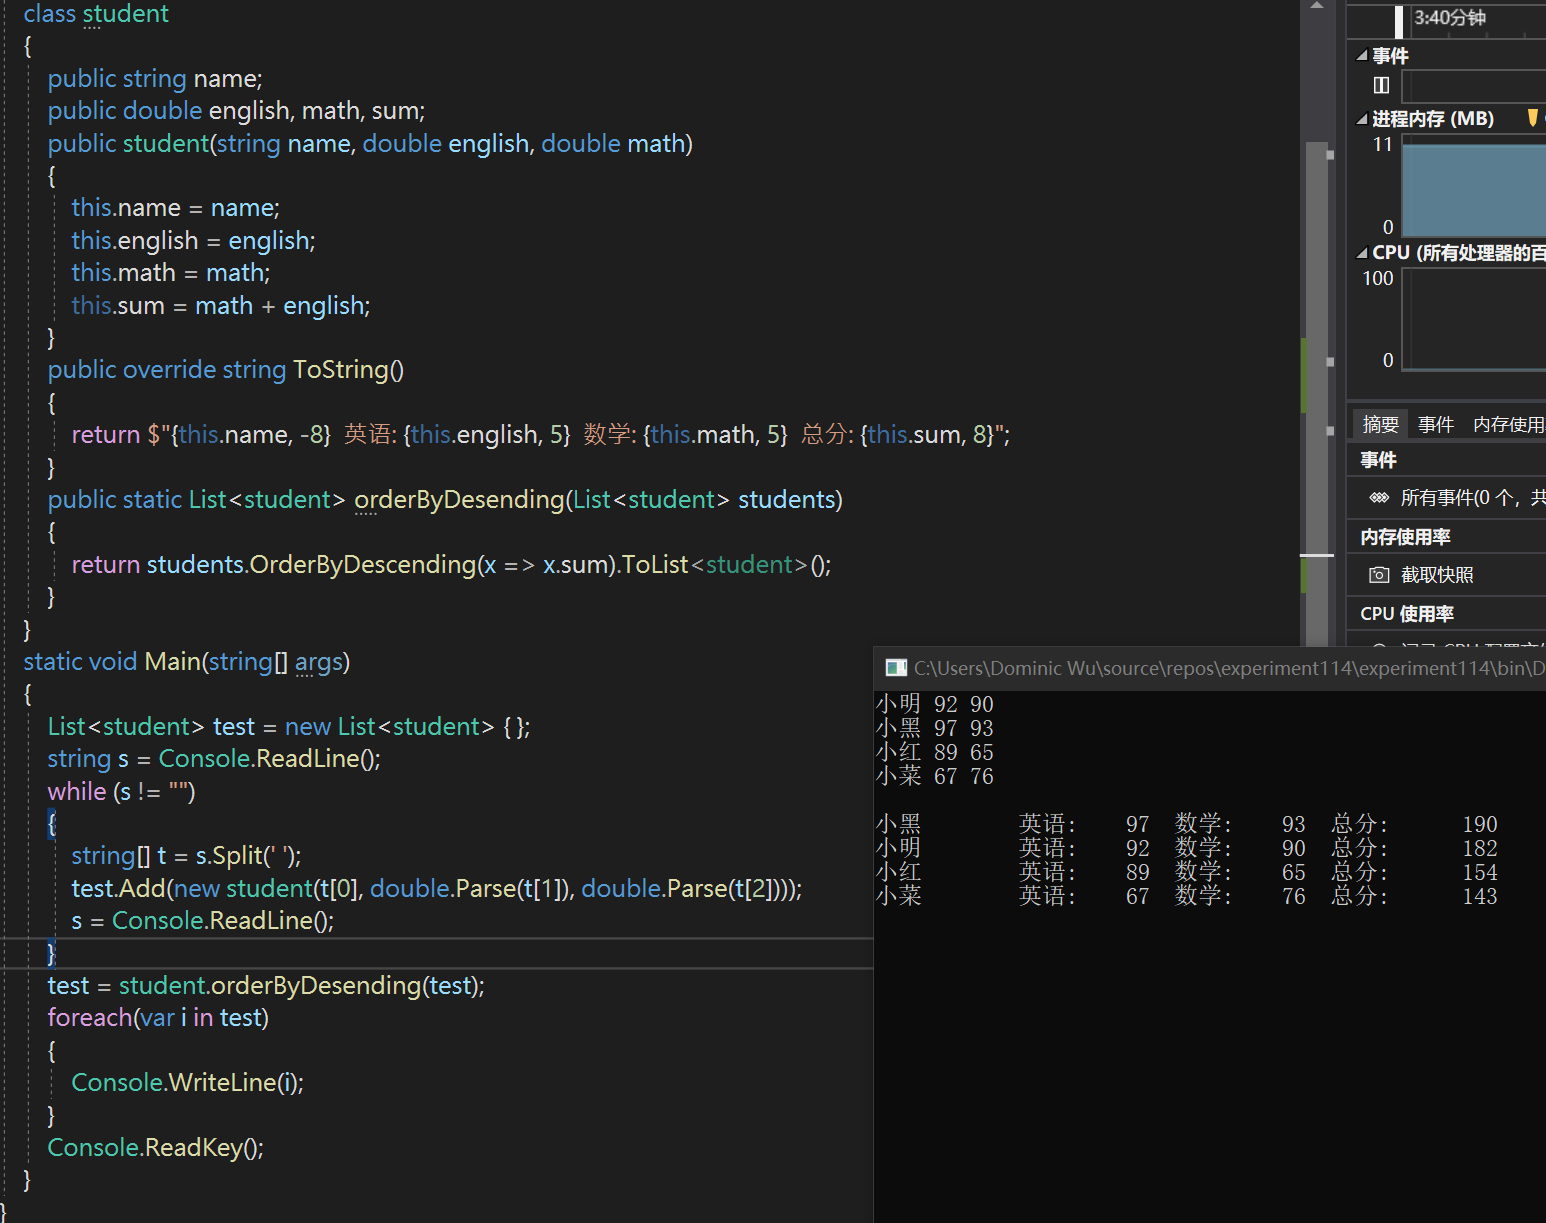 class student
{
public string name;
public double english, math, sum;
public student(string name, double english, double math)
{
this.name = name;
this.english = english;
this.math = math;
this.sum = math + english;
}
public override string ToString()
{
return $"{this.name, -8}  英语: {this.english, 5}  数学: {this.math, 5}  总分: {this.sum, 8}";
}
public static List<student> orderByDesending(List<student> students)
{
return students.OrderByDescending(x => x.sum).ToList<student>();
}
}
static void Main(string[] args)
{
List<student> test = new List<student> { };
string s = Console.ReadLine();
while (s != "")
{
string[] t = s.Split(' ');
test.Add(new student(t[0], double.Parse(t[1]), double.Parse(t[2])));
s = Console.ReadLine();
}
test = student.orderByDesending(test);
foreach(var i in test)
{
Console.WriteLine(i);
}
Console.ReadKey();
}
}
3:40分钟
事件
进程内存 (MB)
11
0
CPU (所有处理器的百
100
0
摘要 事件 内存使用
事件
所有事件(0 个，共
内存使用率
截取快照
CPU 使用率
C:\Users\Dominic Wu\source\repos\experiment114\experiment114\bin\D
小明 92 90
小黑 97 93
小红 89 65
小菜 67 76
小黑 英语: 97 数学: 93 总分: 190
小明 英语: 92 数学: 90 总分: 182
小红 英语: 89 数学: 65 总分: 154
小菜 英语: 67 数学: 76 总分: 143